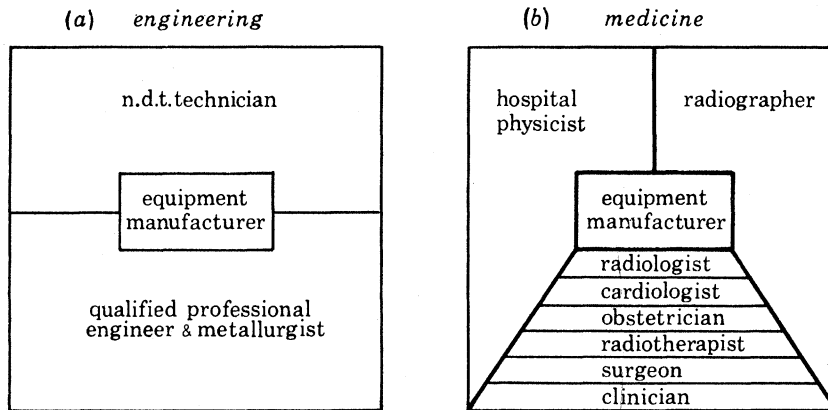 (a) engineering
n.d.t. technician
equipment
manufacturer
qualified professional
engineer & metallurgist
(b) medicine
hospital
physicist
radiographer
equipment
manufacturer
radiologist
cardiologist
obstetrician
radiotherapist
surgeon
clinician